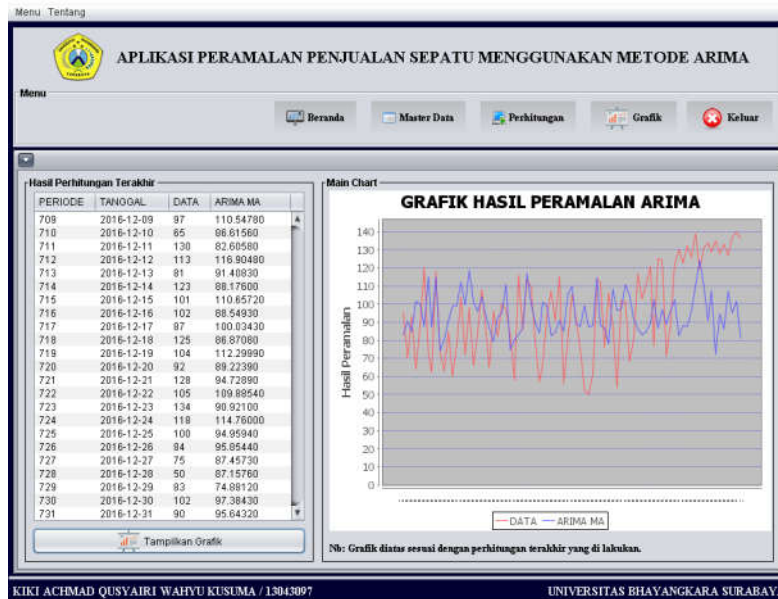 Menu Tentang
APLIKASI PERAMALAN PENJUALAN SEPATU MENGGUNAKAN METODE ARIMA
Menu
Beranda Master Data Perhitungan Grafik Keluar
Hasil Perhitungan Terakhir
PERIODE TANGGAL DATA ARIMA MA
709 2016-12-09 97 110.54780
710 2016-12-10 65 86.61560
711 2016-12-11 130 82.60580
712 2016-12-12 113 116.90480
713 2016-12-13 81 91.40830
714 2016-12-14 123 88.17600
715 2016-12-15 101 110.65720
716 2016-12-16 102 88.54930
717 2016-12-17 87 100.03430
718 2016-12-18 125 86.87080
719 2016-12-19 104 112.29990
720 2016-12-20 92 89.22390
721 2016-12-21 128 94.72890
722 2016-12-22 105 109.88540
723 2016-12-23 134 90.92100
724 2016-12-24 118 114.76000
725 2016-12-25 100 94.95940
726 2016-12-26 84 95.85440
727 2016-12-27 75 87.45730
728 2016-12-28 50 87.15760
729 2016-12-29 83 74.88120
730 2016-12-30 102 97.38430
731 2016-12-31 90 95.64320
Tampilkan Grafik
Main Chart
GRAFIK HASIL PERAMALAN ARIMA
Hasil Peramalan
140
130
120
110
100
90
80
70
60
50
40
30
20
10
0
DATA ARIMA MA
Nb: Grafik diatas sesuai dengan perhitungan terakhir yang di lakukan.
KIKI ACHMAD QUSYAIRI WAHYU KUSUMA / 13043097
UNIVERSITAS BHAYANGKARA SURABAY